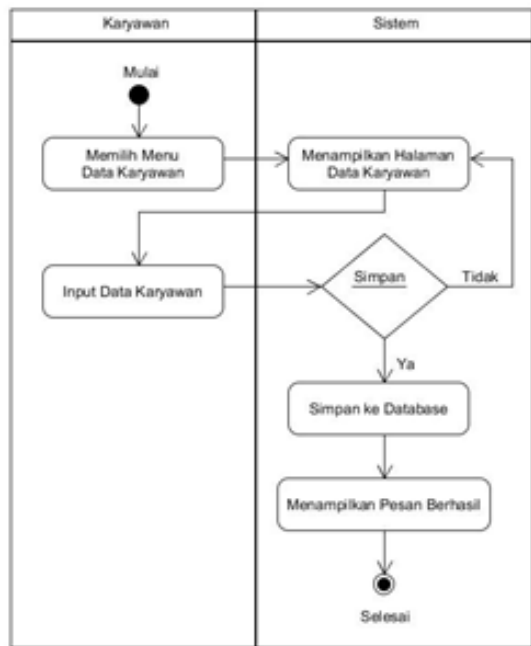 Karyawan
Sistem
Mulai
Memilih Menu
Data Karyawan
Menampilkan Halaman
Data Karyawan
Input Data Karyawan
Simpan
Tidak
Ya
Simpan ke Database
Menampilkan Pesan Berhasil
Selesai